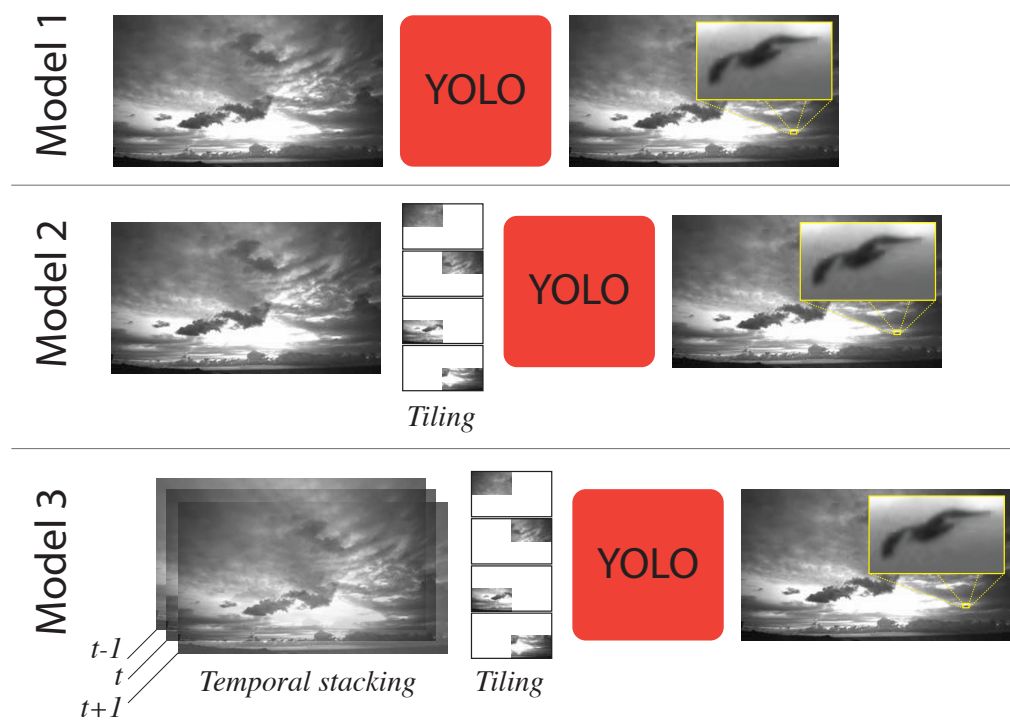 Model 1
YOLO
Model 2
YOLO
Tiling
Model 3
YOLO
t-1
t
t+1
Temporal stacking
Tiling